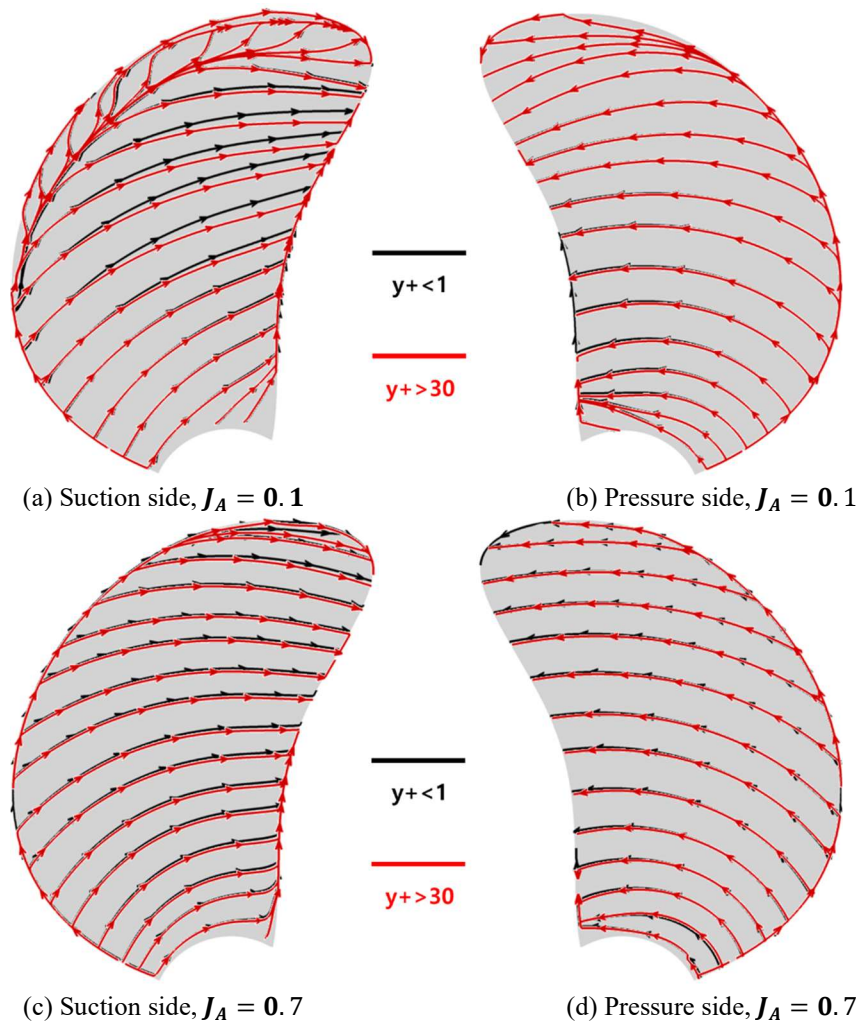 y+<1
y+>30
(a) Suction side, J_A = 0.1
(b) Pressure side, J_A = 0.1
y+<1
y+>30
(c) Suction side, J_A = 0.7
(d) Pressure side, J_A = 0.7